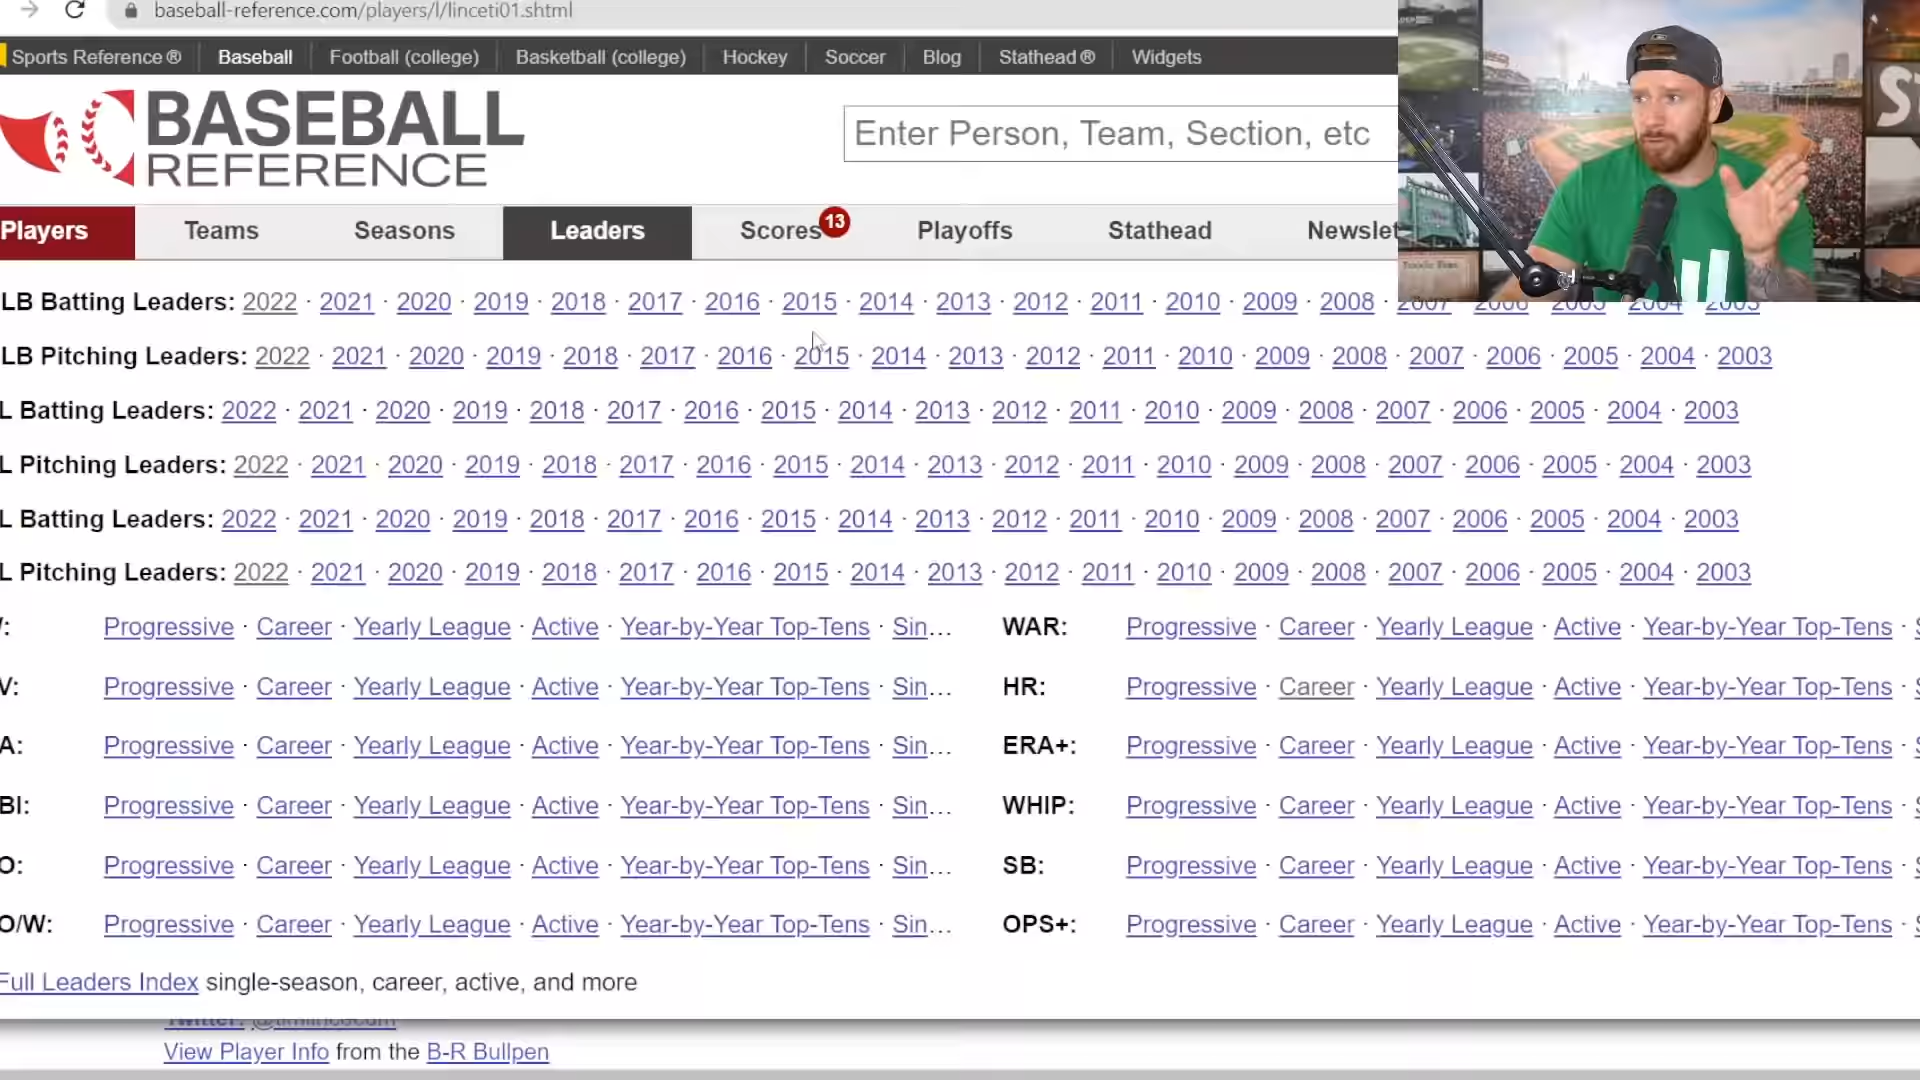 baseball-reference.com/players/l/linceti01.shtml
Sports Reference ® Baseball Football (college) Basketball (college) Hockey Soccer Blog Stathead ® Widgets
BASEBALL
REFERENCE
Enter Person, Team, Section, etc
Players Teams Seasons Leaders Scores 13 Playoffs Stathead Newslet
LB Batting Leaders: 2022 · 2021 · 2020 · 2019 · 2018 · 2017 · 2016 · 2015 · 2014 · 2013 · 2012 · 2011 · 2010 · 2009 · 2008 · 2007 · 2006 · 2005 · 2004 · 2003
LB Pitching Leaders: 2022 · 2021 · 2020 · 2019 · 2018 · 2017 · 2016 · 2015 · 2014 · 2013 · 2012 · 2011 · 2010 · 2009 · 2008 · 2007 · 2006 · 2005 · 2004 · 2003
L Batting Leaders: 2022 · 2021 · 2020 · 2019 · 2018 · 2017 · 2016 · 2015 · 2014 · 2013 · 2012 · 2011 · 2010 · 2009 · 2008 · 2007 · 2006 · 2005 · 2004 · 2003
L Pitching Leaders: 2022 · 2021 · 2020 · 2019 · 2018 · 2017 · 2016 · 2015 · 2014 · 2013 · 2012 · 2011 · 2010 · 2009 · 2008 · 2007 · 2006 · 2005 · 2004 · 2003
L Batting Leaders: 2022 · 2021 · 2020 · 2019 · 2018 · 2017 · 2016 · 2015 · 2014 · 2013 · 2012 · 2011 · 2010 · 2009 · 2008 · 2007 · 2006 · 2005 · 2004 · 2003
L Pitching Leaders: 2022 · 2021 · 2020 · 2019 · 2018 · 2017 · 2016 · 2015 · 2014 · 2013 · 2012 · 2011 · 2010 · 2009 · 2008 · 2007 · 2006 · 2005 · 2004 · 2003
: Progressive · Career · Yearly League · Active · Year-by-Year Top-Tens · Sin... WAR: Progressive · Career · Yearly League · Active · Year-by-Year Top-Tens · S
V: Progressive · Career · Yearly League · Active · Year-by-Year Top-Tens · Sin... HR: Progressive · Career · Yearly League · Active · Year-by-Year Top-Tens · S
A: Progressive · Career · Yearly League · Active · Year-by-Year Top-Tens · Sin... ERA+: Progressive · Career · Yearly League · Active · Year-by-Year Top-Tens · S
BI: Progressive · Career · Yearly League · Active · Year-by-Year Top-Tens · Sin... WHIP: Progressive · Career · Yearly League · Active · Year-by-Year Top-Tens · S
O: Progressive · Career · Yearly League · Active · Year-by-Year Top-Tens · Sin... SB: Progressive · Career · Yearly League · Active · Year-by-Year Top-Tens · S
O/W: Progressive · Career · Yearly League · Active · Year-by-Year Top-Tens · Sin... OPS+: Progressive · Career · Yearly League · Active · Year-by-Year Top-Tens · S
Full Leaders Index single-season, career, active, and more
View Player Info from the B-R Bullpen